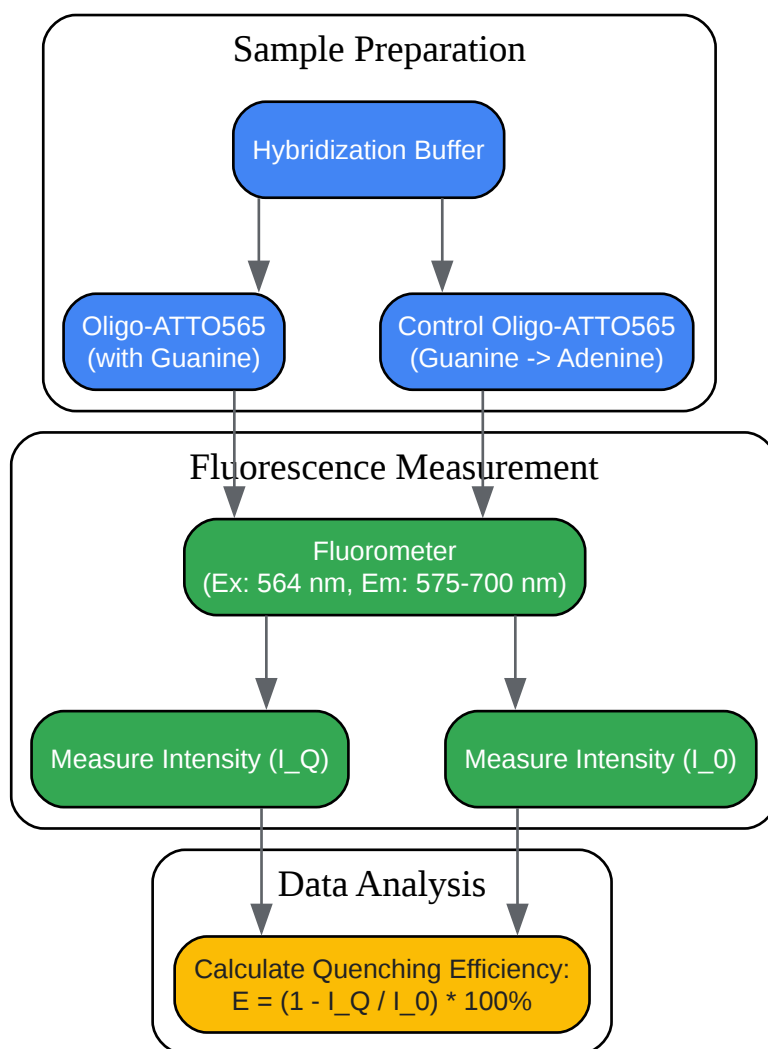 Sample Preparation
Hybridization Buffer
Oligo-ATTO565
(with Guanine)
Control Oligo-ATTO565
(Guanine -> Adenine)
Fluorescence Measurement
Fluorometer
(Ex: 564 nm, Em: 575-700 nm)
Measure Intensity (I_Q)
Measure Intensity (I_0)
Data Analysis
Calculate Quenching Efficiency:
E = (1 - I_Q / I_0) * 100%